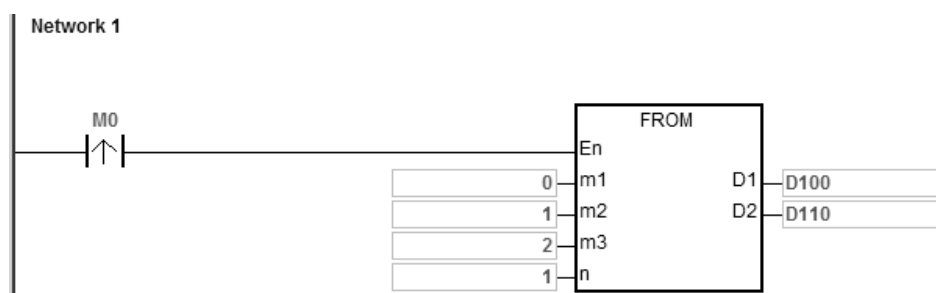 Network 1
M0
FROM
En
0 m1 D1 D100
1 m2 D2 D110
2 m3
1 n